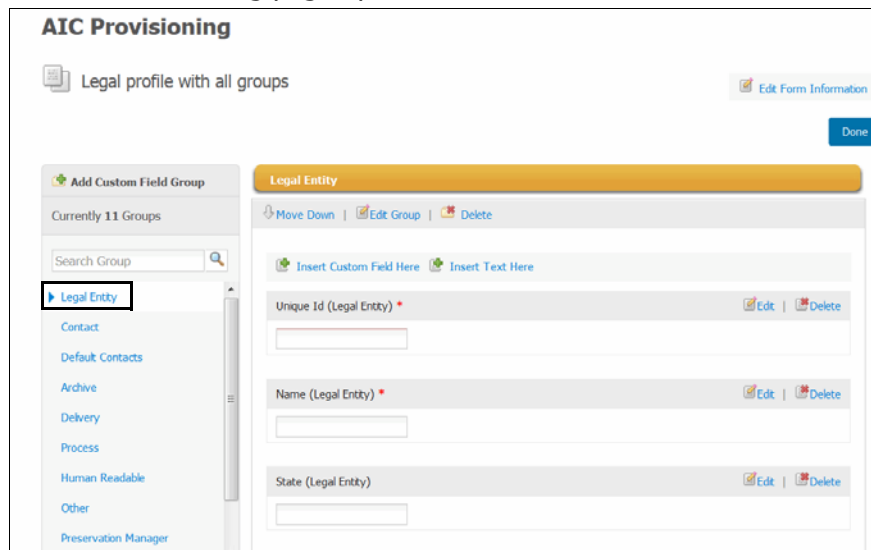 AIC Provisioning
Legal profile with all groups
Edit Form Information
Done
Add Custom Field Group
Currently 11 Groups
Search Group
Legal Entity
Contact
Default Contacts
Archive
Delivery
Process
Human Readable
Other
Preservation Manager
Legal Entity
Move Down | Edit Group | Delete
Insert Custom Field Here Insert Text Here
Unique Id (Legal Entity) * Edit | Delete
Name (Legal Entity) * Edit | Delete
State (Legal Entity) Edit | Delete